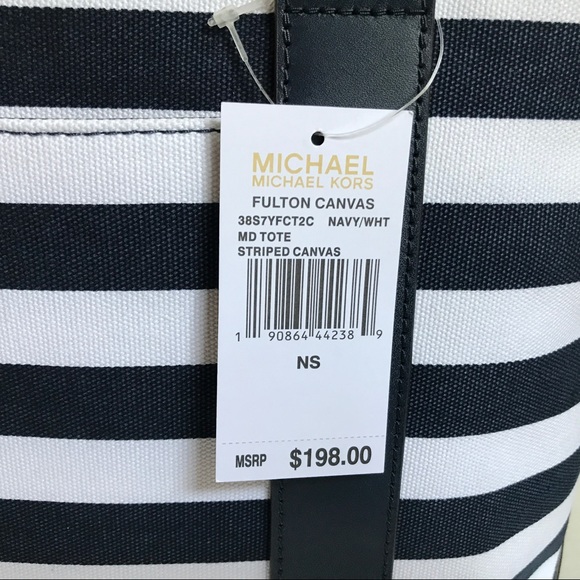 MICHAEL
MICHAEL KORS
FULTON CANVAS
38S7YFCT2C NAVY/WHT
MD TOTE
STRIPED CANVAS
1 90864 44238 9
NS
MSRP $198.00